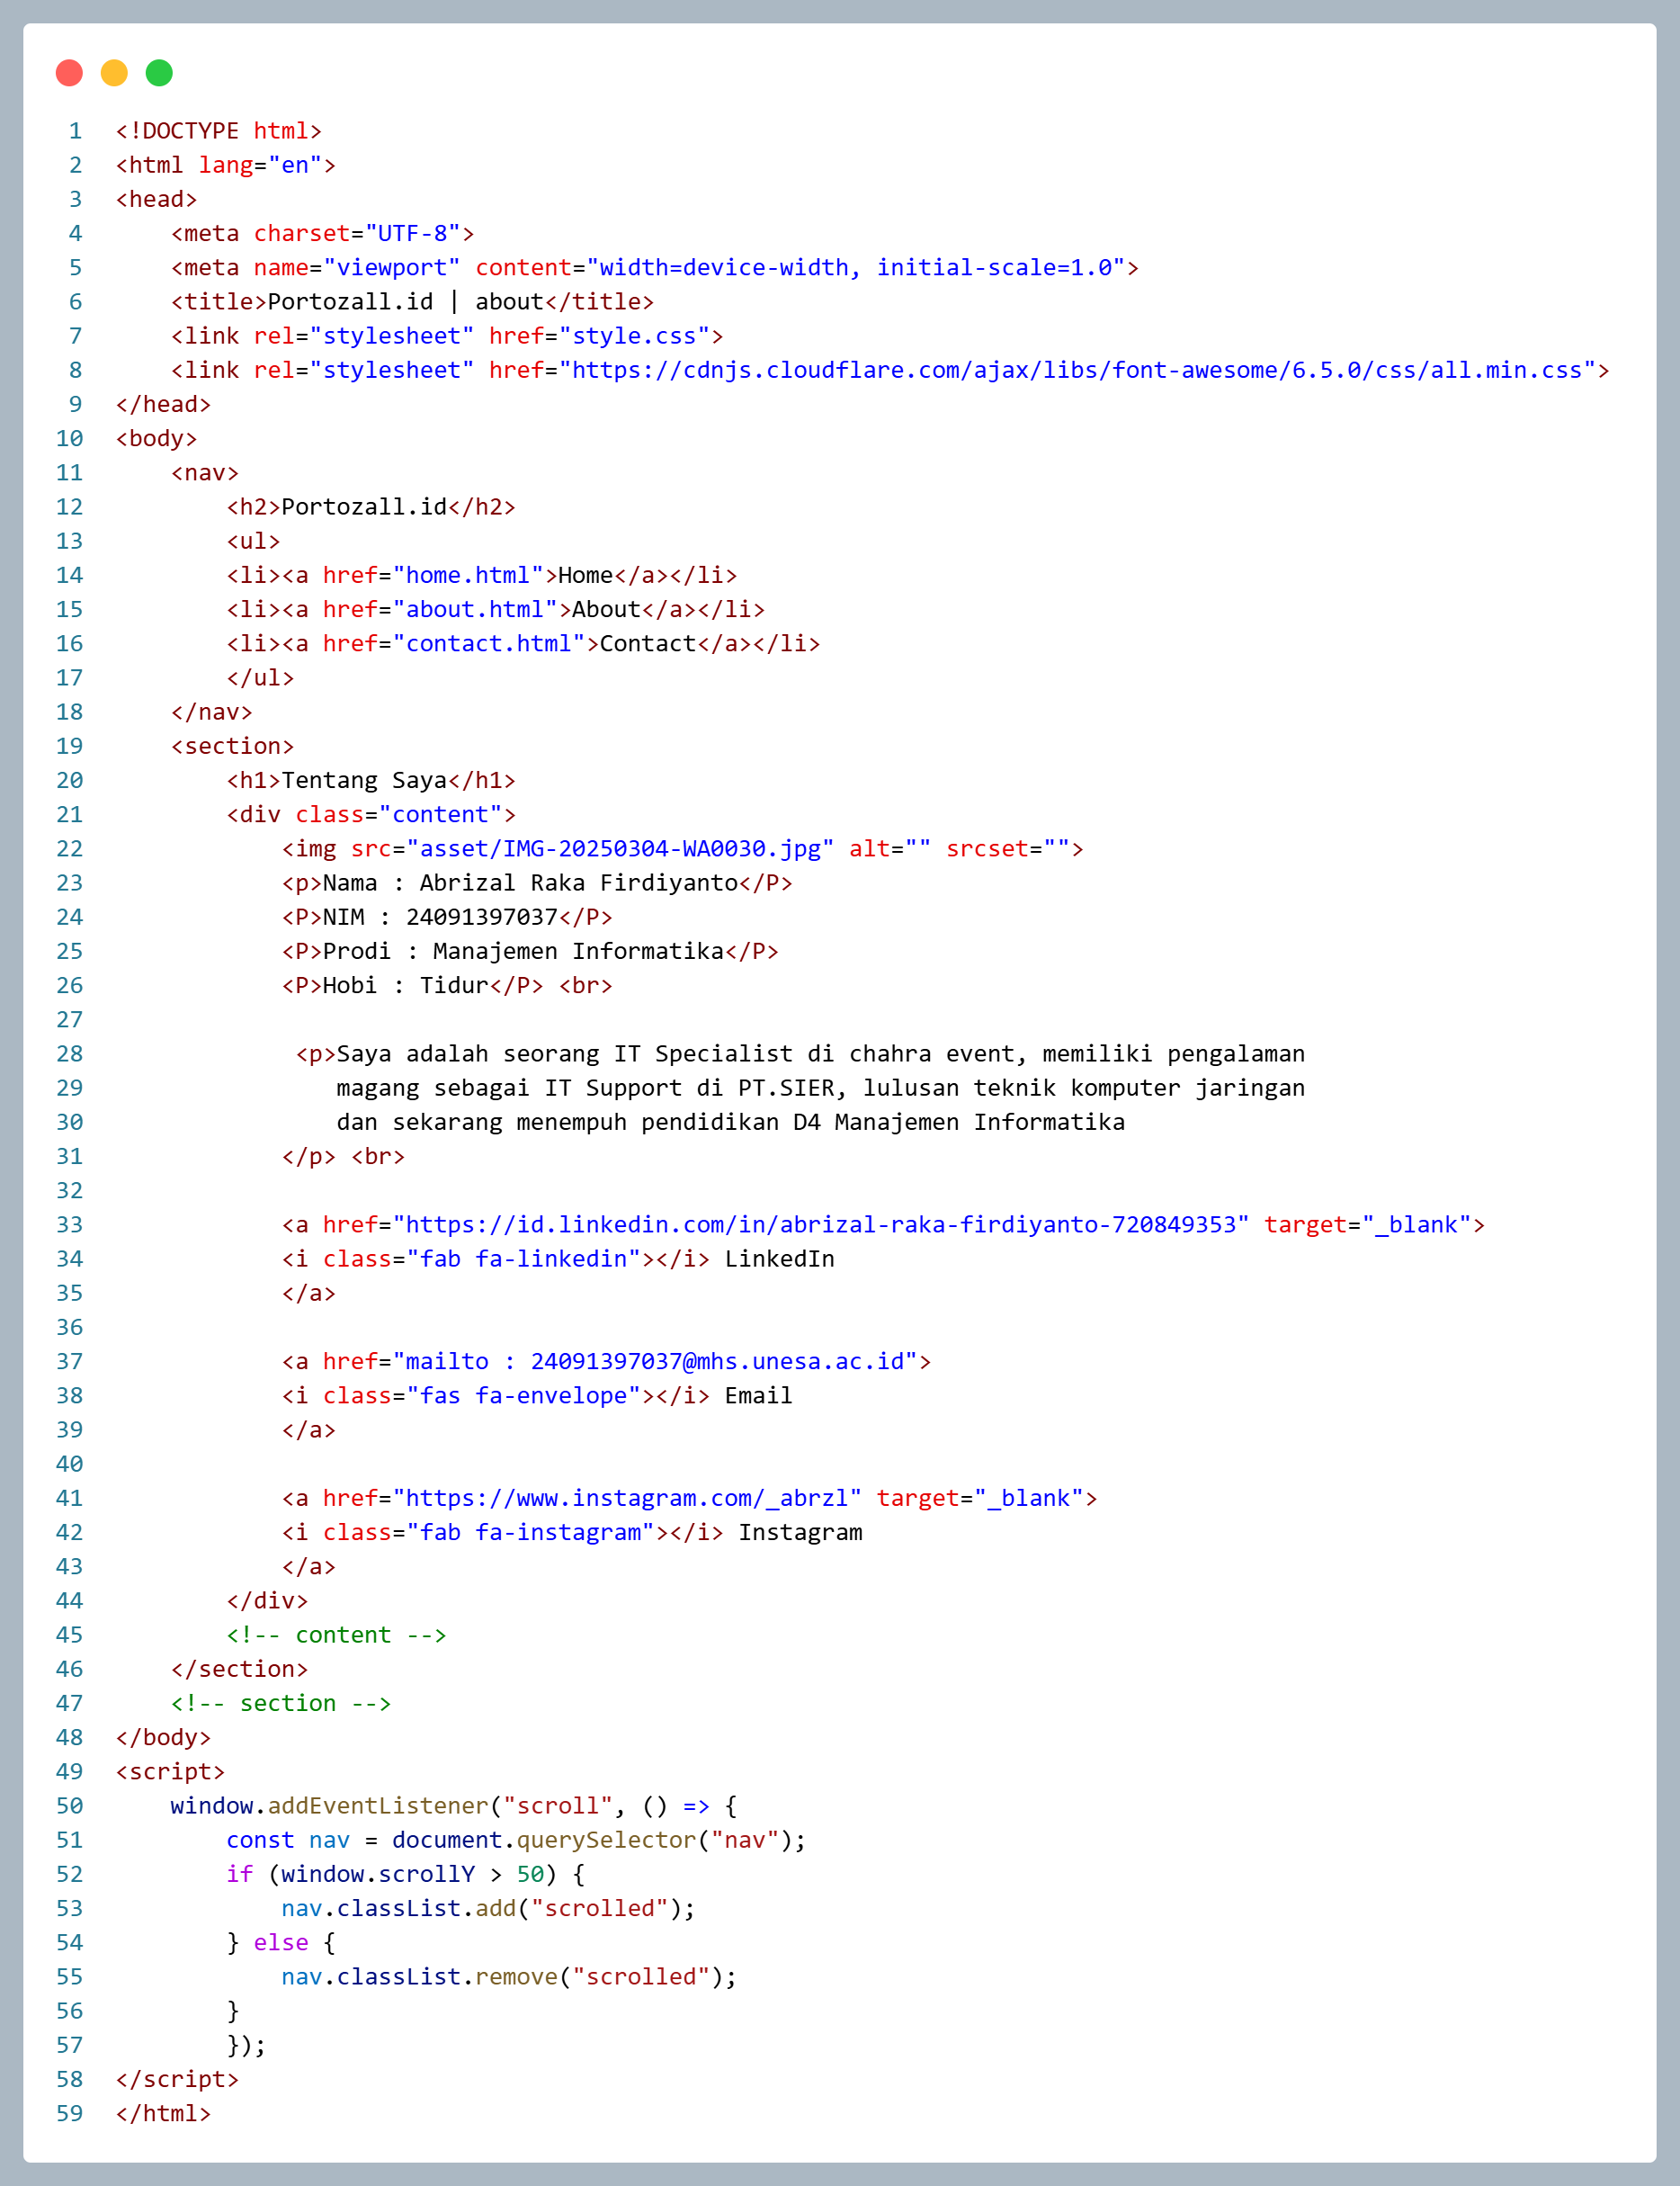 1 <!DOCTYPE html>
2 <html lang="en">
3 <head>
4     <meta charset="UTF-8">
5     <meta name="viewport" content="width=device-width, initial-scale=1.0">
6     <title>Portozall.id | about</title>
7     <link rel="stylesheet" href="style.css">
8     <link rel="stylesheet" href="https://cdnjs.cloudflare.com/ajax/libs/font-awesome/6.5.0/css/all.min.css">
9 </head>
10 <body>
11     <nav>
12         <h2>Portozall.id</h2>
13         <ul>
14         <li><a href="home.html">Home</a></li>
15         <li><a href="about.html">About</a></li>
16         <li><a href="contact.html">Contact</a></li>
17         </ul>
18     </nav>
19     <section>
20         <h1>Tentang Saya</h1>
21         <div class="content">
22             <img src="asset/IMG-20250304-WA0030.jpg" alt="" srcset="">
23             <p>Nama : Abrizal Raka Firdiyanto</P>
24             <P>NIM : 24091397037</P>
25             <P>Prodi : Manajemen Informatika</P>
26             <P>Hobi : Tidur</P> <br>
27
28              <p>Saya adalah seorang IT Specialist di chahra event, memiliki pengalaman
29                 magang sebagai IT Support di PT.SIER, lulusan teknik komputer jaringan
30                 dan sekarang menempuh pendidikan D4 Manajemen Informatika
31             </p> <br>
32
33             <a href="https://id.linkedin.com/in/abrizal-raka-firdiyanto-720849353" target="_blank">
34             <i class="fab fa-linkedin"></i> LinkedIn
35             </a>
36
37             <a href="mailto : 24091397037@mhs.unesa.ac.id">
38             <i class="fas fa-envelope"></i> Email
39             </a>
40
41             <a href="https://www.instagram.com/_abrzl" target="_blank">
42             <i class="fab fa-instagram"></i> Instagram
43             </a>
44         </div>
45         <!-- content -->
46     </section>
47     <!-- section -->
48 </body>
49 <script>
50     window.addEventListener("scroll", () => {
51         const nav = document.querySelector("nav");
52         if (window.scrollY > 50) {
53             nav.classList.add("scrolled");
54         } else {
55             nav.classList.remove("scrolled");
56         }
57         });
58 </script>
59 </html>